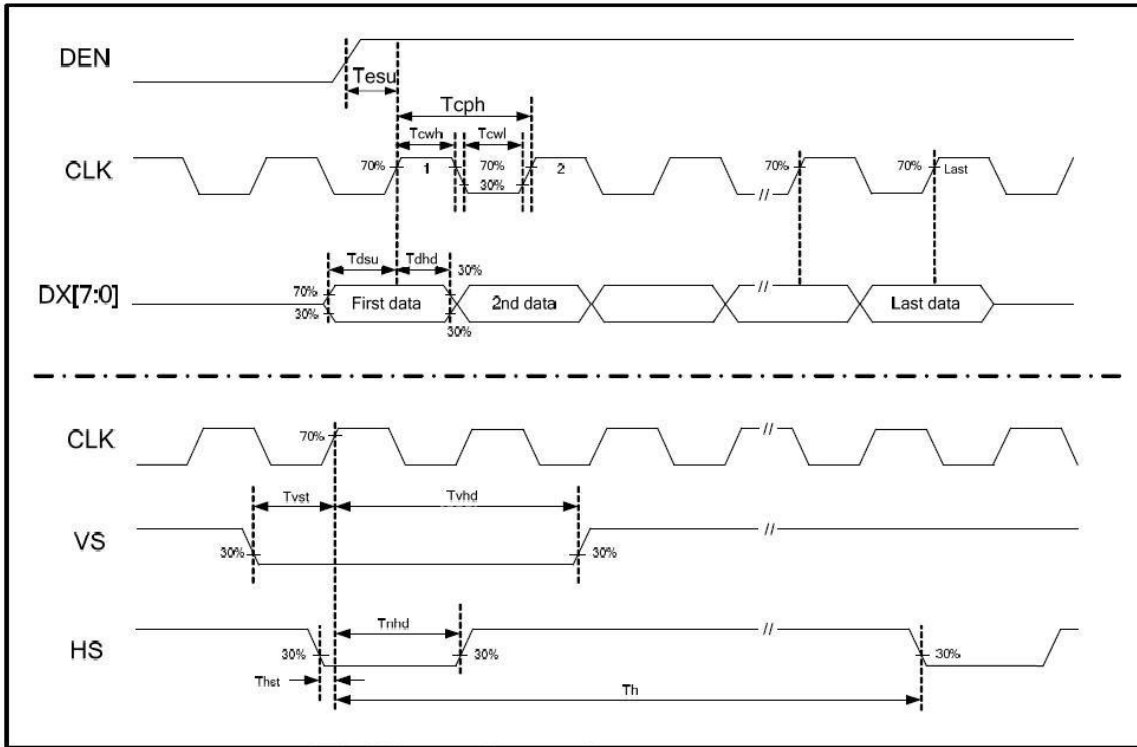 DEN
Tesu
Tcph
Tcwh
Tcwl
CLK
70%
1
70%
30%
2
70%
70%
Last
//
Tdsu
Tdhd
30%
DX[7:0]
70%
30%
First data
30%
2nd data
//
Last data
CLK
70%
//
Tvst
Tvhd
VS
30%
30%
//
Tnhd
HS
30%
30%
//
30%
Thst
Th